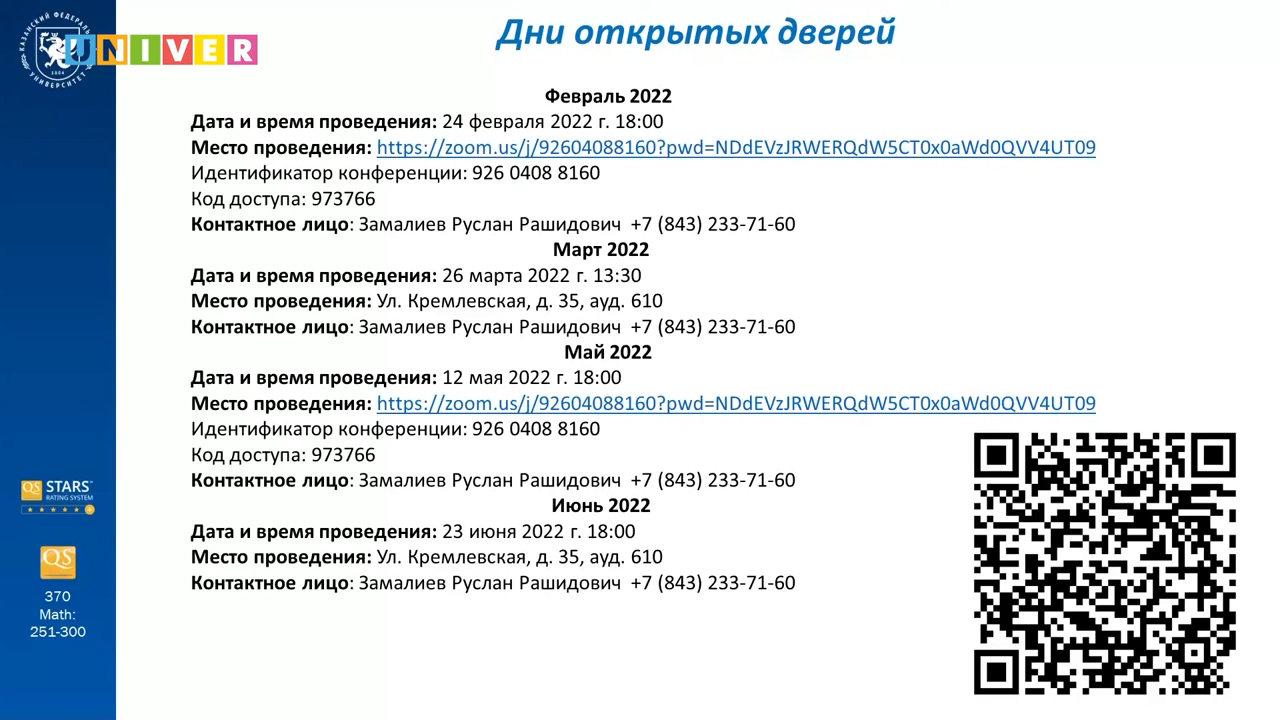 КАЗАНСКИЙ ФЕДЕРАЛЬНЫЙ УНИВЕРСИТЕТ
1804
UNIVER
Дни открытых дверей
Февраль 2022
Дата и время проведения: 24 февраля 2022 г. 18:00
Место проведения: https://zoom.us/j/92604088160?pwd=NDdEVzJRWERQdW5CT0x0aWd0QVV4UT09
Идентификатор конференции: 926 0408 8160
Код доступа: 973766
Контактное лицо: Замалиев Руслан Рашидович +7 (843) 233-71-60
Март 2022
Дата и время проведения: 26 марта 2022 г. 13:30
Место проведения: Ул. Кремлевская, д. 35, ауд. 610
Контактное лицо: Замалиев Руслан Рашидович +7 (843) 233-71-60
Май 2022
Дата и время проведения: 12 мая 2022 г. 18:00
Место проведения: https://zoom.us/j/92604088160?pwd=NDdEVzJRWERQdW5CT0x0aWd0QVV4UT09
Идентификатор конференции: 926 0408 8160
Код доступа: 973766
Контактное лицо: Замалиев Руслан Рашидович +7 (843) 233-71-60
Июнь 2022
Дата и время проведения: 23 июня 2022 г. 18:00
Место проведения: Ул. Кремлевская, д. 35, ауд. 610
Контактное лицо: Замалиев Руслан Рашидович +7 (843) 233-71-60
QS STARS™
RATING SYSTEM
QS
370
Math:
251-300